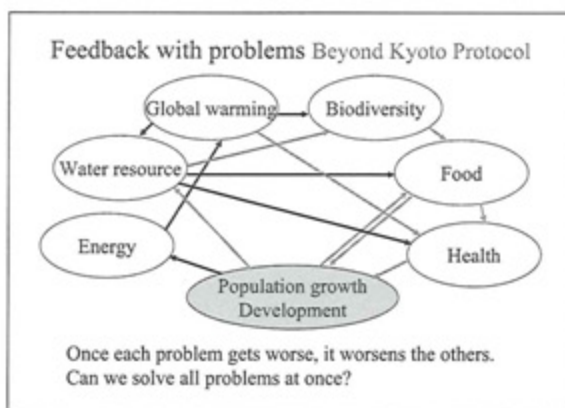 Feedback with problems Beyond Kyoto Protocol
Global warming
Biodiversity
Water resource
Food
Energy
Health
Population growth
Development
Once each problem gets worse, it worsens the others.
Can we solve all problems at once?